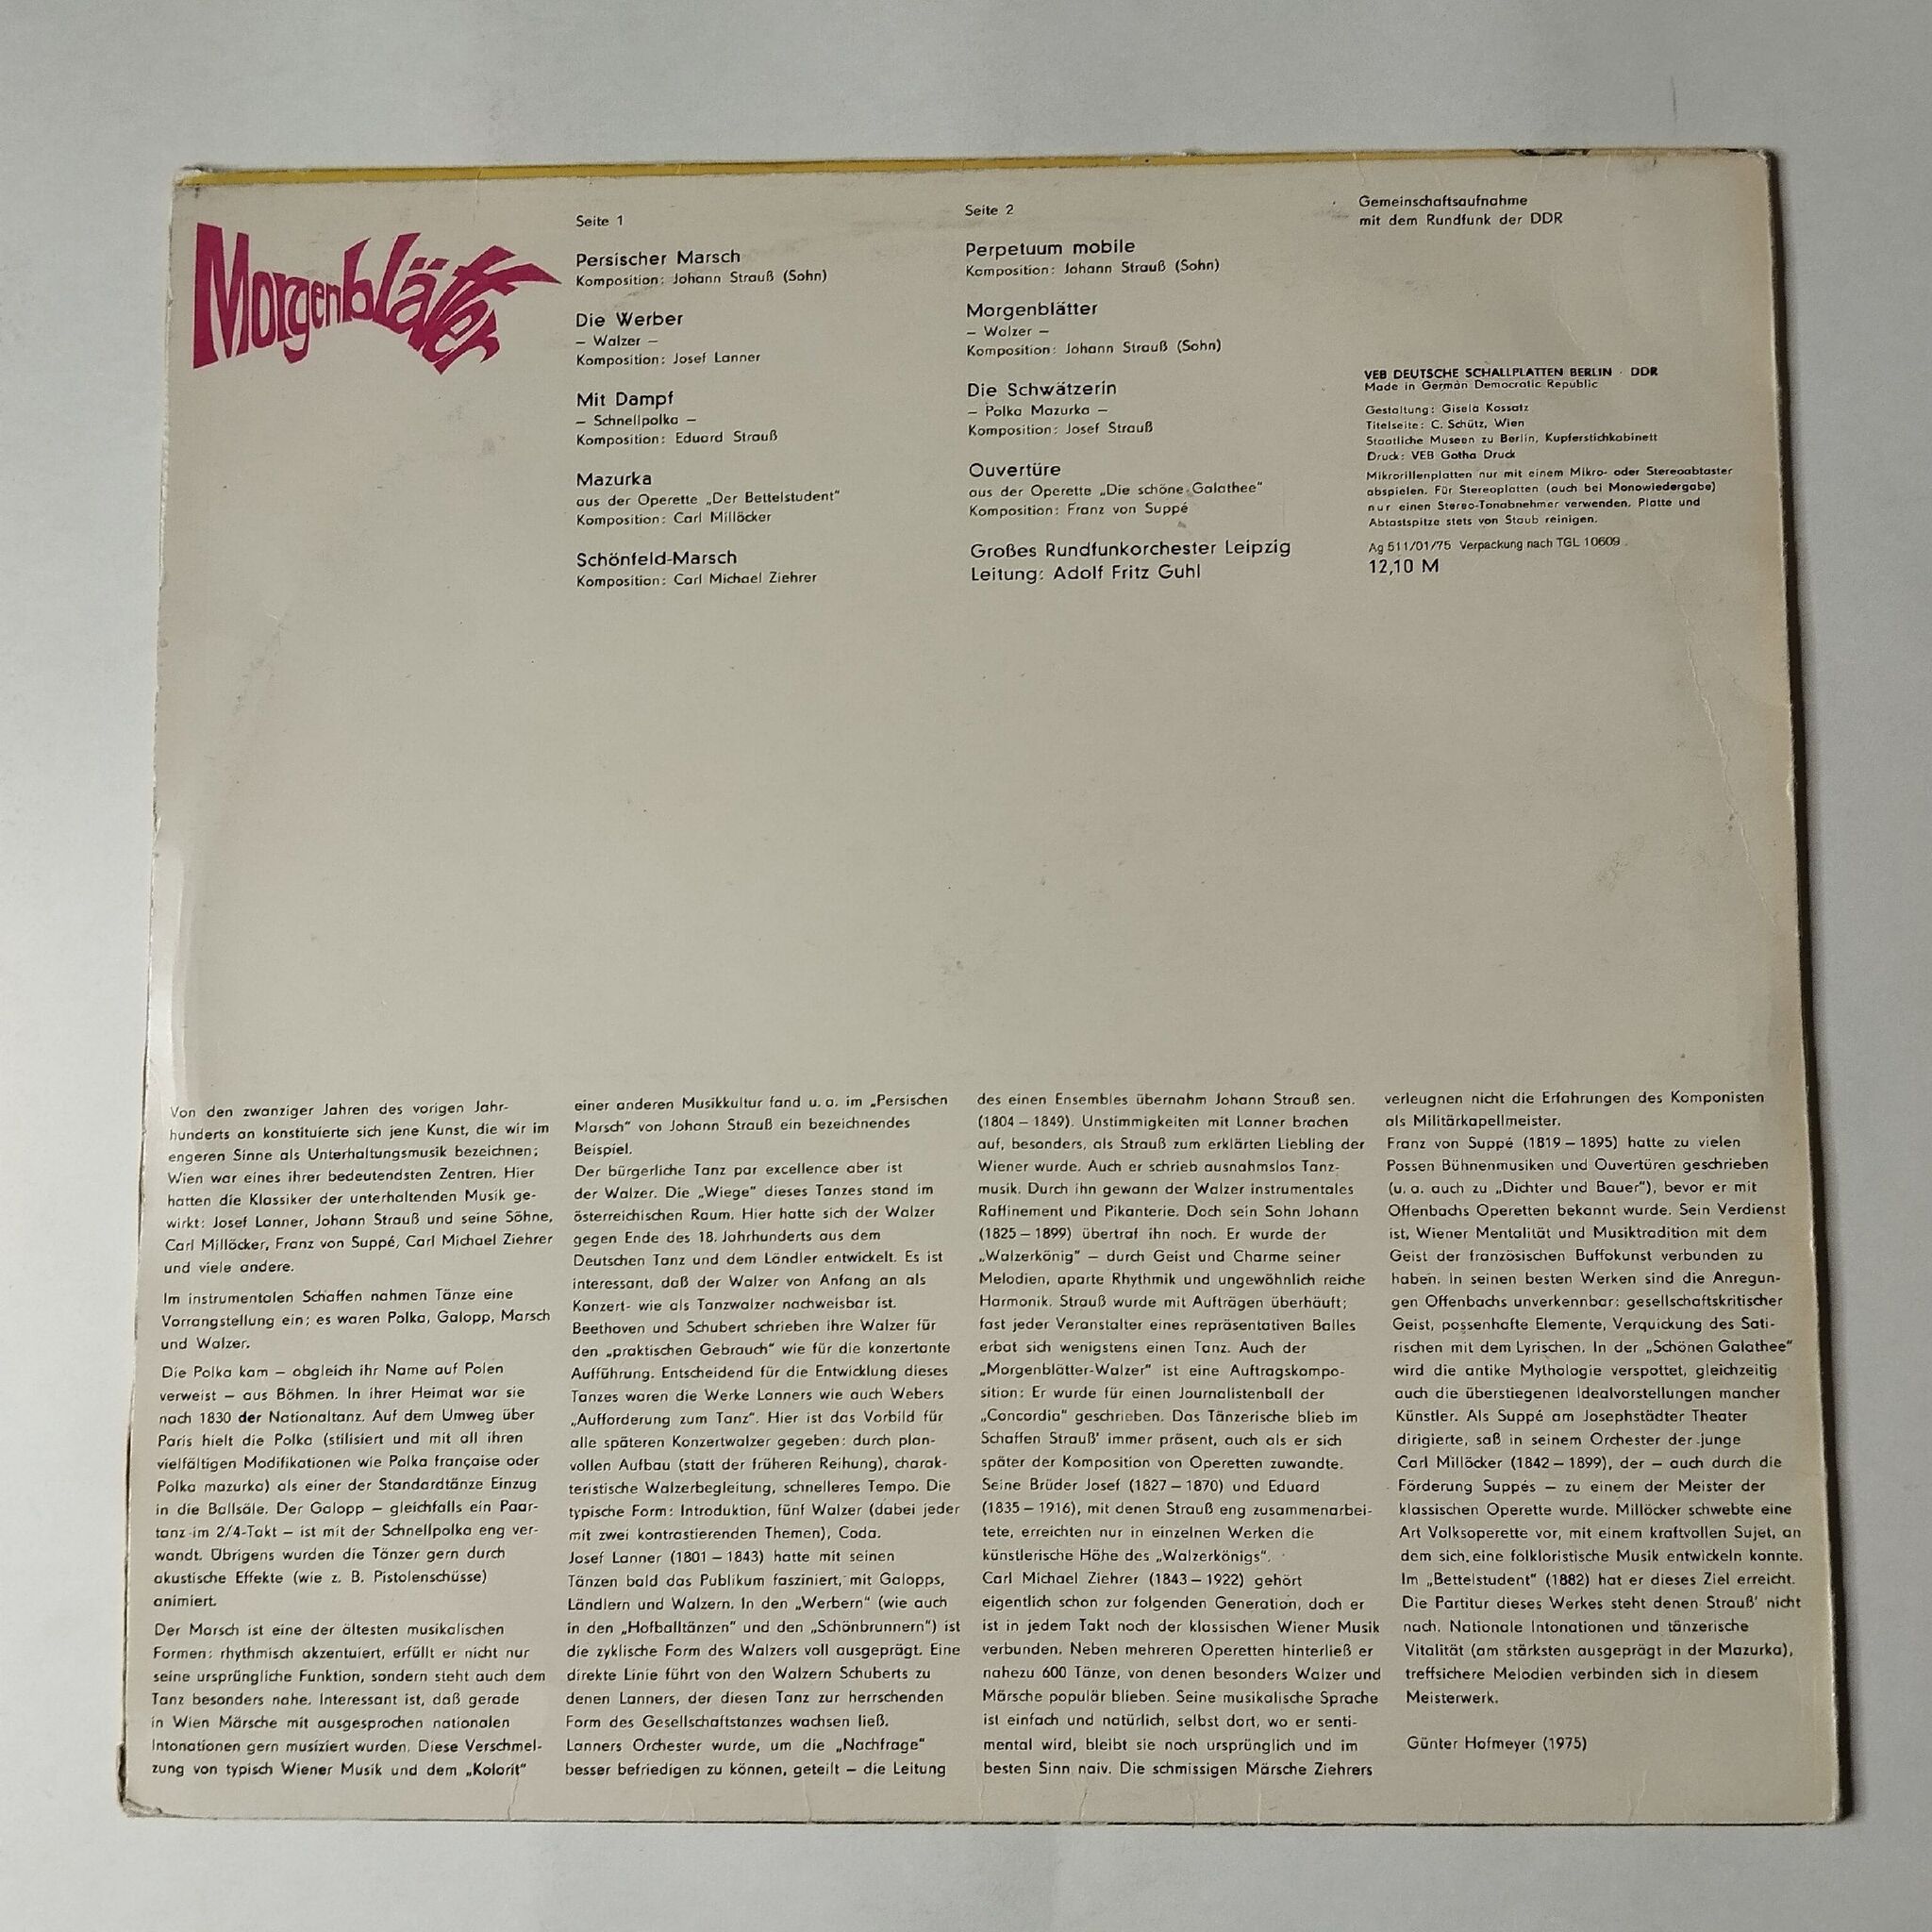 Morgenblätter
Seite 1
Persischer Marsch
Komposition: Johann Strauß (Sohn)
Die Werber
– Walzer –
Komposition: Josef Lanner
Mit Dampf
– Schnellpolka –
Komposition: Eduard Strauß
Mazurka
aus der Operette „Der Bettelstudent“
Komposition: Carl Millöcker
Schönfeld-Marsch
Komposition: Carl Michael Ziehrer
Seite 2
Perpetuum mobile
Komposition: Johann Strauß (Sohn)
Morgenblätter
– Walzer –
Komposition: Johann Strauß (Sohn)
Die Schwätzerin
– Polka Mazurka –
Komposition: Josef Strauß
Ouvertüre
aus der Operette „Die schöne Galathee“
Komposition: Franz von Suppé
Großes Rundfunkorchester Leipzig
Leitung: Adolf Fritz Guhl
Gemeinschaftsaufnahme
mit dem Rundfunk der DDR
VEB DEUTSCHE SCHALLPLATTEN BERLIN · DDR
Made in German Democratic Republic
Gestaltung: Gisela Kossatz
Titelseite: C. Schütz, Wien
Staatliche Museen zu Berlin, Kupferstichkabinett
Druck: VEB Gotha Druck
Mikrorillenplatten nur mit einem Mikro- oder Stereoabtaster
abspielen. Für Stereoplatten (auch bei Monowiedergabe)
nur einen Stereo-Tonabnehmer verwenden. Platte und
Abtastspitze stets von Staub reinigen.
Ag 511/01/75 Verpackung nach TGL 10609
12,10 M
Von den zwanziger Jahren des vorigen Jahr-
hunderts an konstituierte sich jene Kunst, die wir im
engeren Sinne als Unterhaltungsmusik bezeichnen;
Wien war eines ihrer bedeutendsten Zentren. Hier
hatten die Klassiker der unterhaltenden Musik ge-
wirkt: Josef Lanner, Johann Strauß und seine Söhne,
Carl Millöcker, Franz von Suppé, Carl Michael Ziehrer
und viele andere.
Im instrumentalen Schaffen nahmen Tänze eine
Vorrangstellung ein; es waren Polka, Galopp, Marsch
und Walzer.
Die Polka kam – obgleich ihr Name auf Polen
verweist – aus Böhmen. In ihrer Heimat war sie
nach 1830 der Nationaltanz. Auf dem Umweg über
Paris hielt die Polka (stilisiert und mit all ihren
vielfältigen Modifikationen wie Polka française oder
Polka mazurka) als einer der Standardtänze Einzug
in die Ballsäle. Der Galopp – gleichfalls ein Paar-
tanz im 2/4-Takt – ist mit der Schnellpolka eng ver-
wandt. Übrigens wurden die Tänzer gern durch
akustische Effekte (wie z. B. Pistolenschüsse)
animiert.
Der Marsch ist eine der ältesten musikalischen
Formen: rhythmisch akzentuiert, erfüllt er nicht nur
seine ursprüngliche Funktion, sondern steht auch dem
Tanz besonders nahe. Interessant ist, daß gerade
in Wien Märsche mit ausgesprochen nationalen
Intonationen gern musiziert wurden. Diese Verschmel-
zung von typisch Wiener Musik und dem „Kolorit“
einer anderen Musikkultur fand u. a. im „Persischen
Marsch“ von Johann Strauß ein bezeichnendes
Beispiel.
Der bürgerliche Tanz par excellence aber ist
der Walzer. Die „Wiege“ dieses Tanzes stand im
österreichischen Raum. Hier hatte sich der Walzer
gegen Ende des 18. Jahrhunderts aus dem
Deutschen Tanz und dem Ländler entwickelt. Es ist
interessant, daß der Walzer von Anfang an als
Konzert- wie als Tanzwalzer nachweisbar ist.
Beethoven und Schubert schrieben ihre Walzer für
den „praktischen Gebrauch“ wie für die konzertante
Aufführung. Entscheidend für die Entwicklung dieses
Tanzes waren die Werke Lanners wie auch Webers
„Aufforderung zum Tanz“. Hier ist das Vorbild für
alle späteren Konzertwalzer gegeben: durch plan-
vollen Aufbau (statt der früheren Reihung), charak-
teristische Walzerbegleitung, schnelleres Tempo. Die
typische Form: Introduktion, fünf Walzer (dabei jeder
mit zwei kontrastierenden Themen), Coda.
Josef Lanner (1801 – 1843) hatte mit seinen
Tänzen bald das Publikum fasziniert, mit Galopps,
Ländlern und Walzern. In den „Werbern“ (wie auch
in den „Hofballtänzen“ und den „Schönbrunnern“) ist
die zyklische Form des Walzers voll ausgeprägt. Eine
direkte Linie führt von den Walzern Schuberts zu
denen Lanners, der diesen Tanz zur herrschenden
Form des Gesellschaftstanzes wachsen ließ.
Lanners Orchester wurde, um die „Nachfrage“
besser befriedigen zu können, geteilt – die Leitung
des einen Ensembles übernahm Johann Strauß sen.
(1804 – 1849). Unstimmigkeiten mit Lanner brachen
auf, besonders, als Strauß zum erklärten Liebling der
Wiener wurde. Auch er schrieb ausnahmslos Tanz-
musik. Durch ihn gewann der Walzer instrumentales
Raffinement und Pikanterie. Doch sein Sohn Johann
(1825 – 1899) übertraf ihn noch. Er wurde der
„Walzerkönig“ – durch Geist und Charme seiner
Melodien, aparte Rhythmik und ungewöhnlich reiche
Harmonik. Strauß wurde mit Aufträgen überhäuft;
fast jeder Veranstalter eines repräsentativen Balles
erbat sich wenigstens einen Tanz. Auch der
„Morgenblätter-Walzer“ ist eine Auftragskompo-
sition: Er wurde für einen Journalistenball der
„Concordia“ geschrieben. Das Tänzerische blieb im
Schaffen Strauß’ immer präsent, auch als er sich
später der Komposition von Operetten zuwandte.
Seine Brüder Josef (1827 – 1870) und Eduard
(1835 – 1916), mit denen Strauß eng zusammenarbei-
tete, erreichten nur in einzelnen Werken die
künstlerische Höhe des „Walzerkönigs“.
Carl Michael Ziehrer (1843 – 1922) gehört
eigentlich schon zur folgenden Generation, doch er
ist in jedem Takt noch der klassischen Wiener Musik
verbunden. Neben mehreren Operetten hinterließ er
nahezu 600 Tänze, von denen besonders Walzer und
Märsche populär blieben. Seine musikalische Sprache
ist einfach und natürlich, selbst dort, wo er senti-
mental wird, bleibt sie noch ursprünglich und im
besten Sinn naiv. Die schmissigen Märsche Ziehrers
verleugnen nicht die Erfahrungen des Komponisten
als Militärkapellmeister.
Franz von Suppé (1819 – 1895) hatte zu vielen
Possen Bühnenmusiken und Ouvertüren geschrieben
(u. a. auch zu „Dichter und Bauer“), bevor er mit
Offenbachs Operetten bekannt wurde. Sein Verdienst
ist, Wiener Mentalität und Musiktradition mit dem
Geist der französischen Buffokunst verbunden zu
haben. In seinen besten Werken sind die Anregun-
gen Offenbachs unverkennbar: gesellschaftskritischer
Geist, possenhafte Elemente, Verquickung des Sati-
rischen mit dem Lyrischen. In der „Schönen Galathee“
wird die antike Mythologie verspottet, gleichzeitig
auch die überstiegenen Idealvorstellungen mancher
Künstler. Als Suppé am Josephstädter Theater
dirigierte, saß in seinem Orchester der junge
Carl Millöcker (1842 – 1899), der – auch durch die
Förderung Suppés – zu einem der Meister der
klassischen Operette wurde. Millöcker schwebte eine
Art Volksoperette vor, mit einem kraftvollen Sujet, an
dem sich eine folkloristische Musik entwickeln konnte.
Im „Bettelstudent“ (1882) hat er dieses Ziel erreicht.
Die Partitur dieses Werkes steht denen Strauß’ nicht
nach. Nationale Intonationen und tänzerische
Vitalität (am stärksten ausgeprägt in der Mazurka),
treffsichere Melodien verbinden sich in diesem
Meisterwerk.
Günter Hofmeyer (1975)